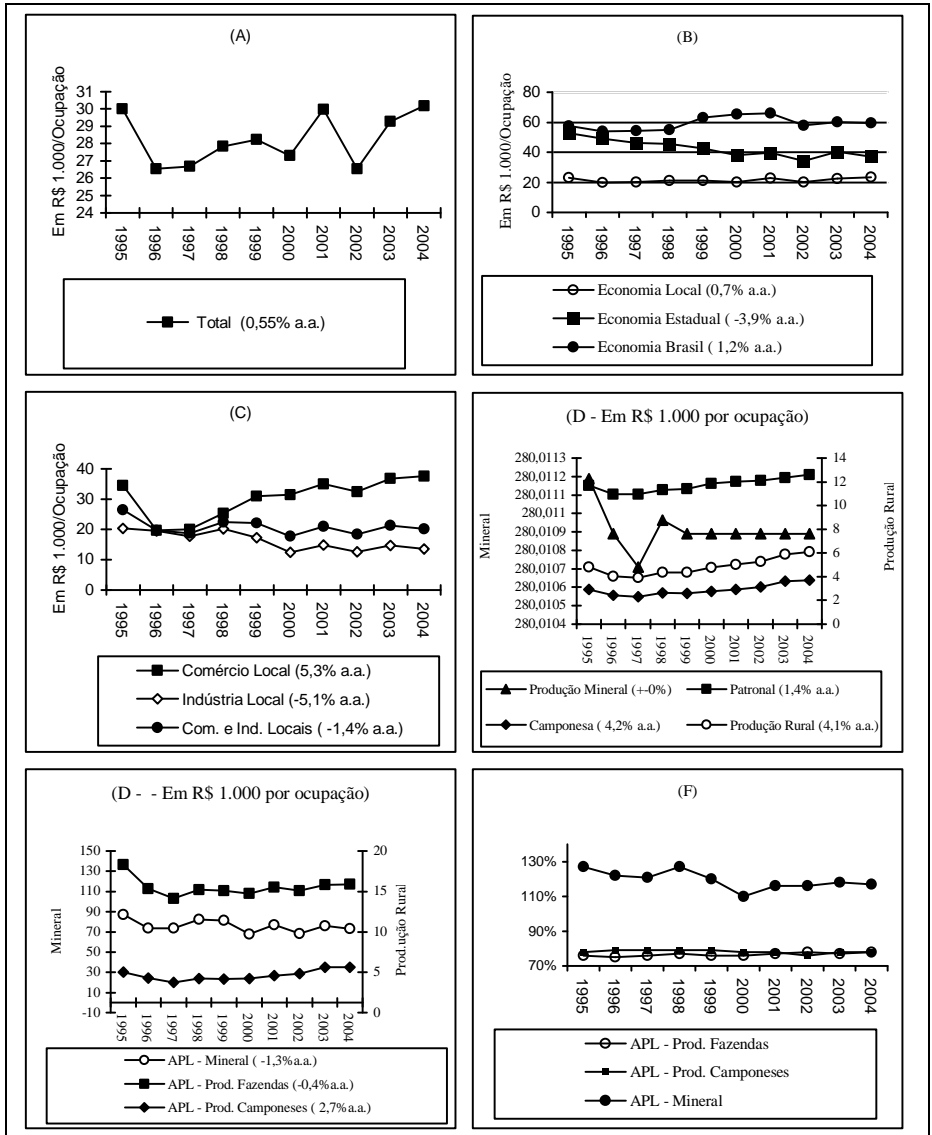 (A)
Em R$ 1.000/Ocupação
31
30
29
28
27
26
25
24
1995 1996 1997 1998 1999 2000 2001 2002 2003 2004
Total (0,55% a.a.)
(B)
Em R$ 1.000/Ocupação
80
60
40
20
0
1995 1996 1997 1998 1999 2000 2001 2002 2003 2004
Economia Local (0,7% a.a.)
Economia Estadual ( -3,9% a.a.)
Economia Brasil ( 1,2% a.a.)
(C)
Em R$ 1.000/Ocupação
40
30
20
10
0
1995 1996 1997 1998 1999 2000 2001 2002 2003 2004
Comércio Local (5,3% a.a.)
Indústria Local (-5,1% a.a.)
Com. e Ind. Locais ( -1,4% a.a.)
(D - Em R$ 1.000 por ocupação)
Mineral
280,0113
280,0112
280,0111
280,011
280,0109
280,0108
280,0107
280,0106
280,0105
280,0104
14
12
10
8
6
4
2
0
Produção Rural
1995 1996 1997 1998 1999 2000 2001 2002 2003 2004
Produção Mineral (+-0%)
Patronal (1,4% a.a.)
Camponesa ( 4,2% a.a.)
Produção Rural (4,1% a.a.)
(D - - Em R$ 1.000 por ocupação)
Mineral
150
130
110
90
70
50
30
10
-10
20
15
10
5
0
Produção Rural
1995 1996 1997 1998 1999 2000 2001 2002 2003 2004
APL - Mineral ( -1,3%a.a.)
APL - Prod. Fazendas (-0,4%a.a.)
APL - Prod. Camponeses ( 2,7%a.a.)
(F)
130%
110%
90%
70%
1995 1996 1997 1998 1999 2000 2001 2002 2003 2004
APL - Prod. Fazendas
APL - Prod. Camponeses
APL - Mineral